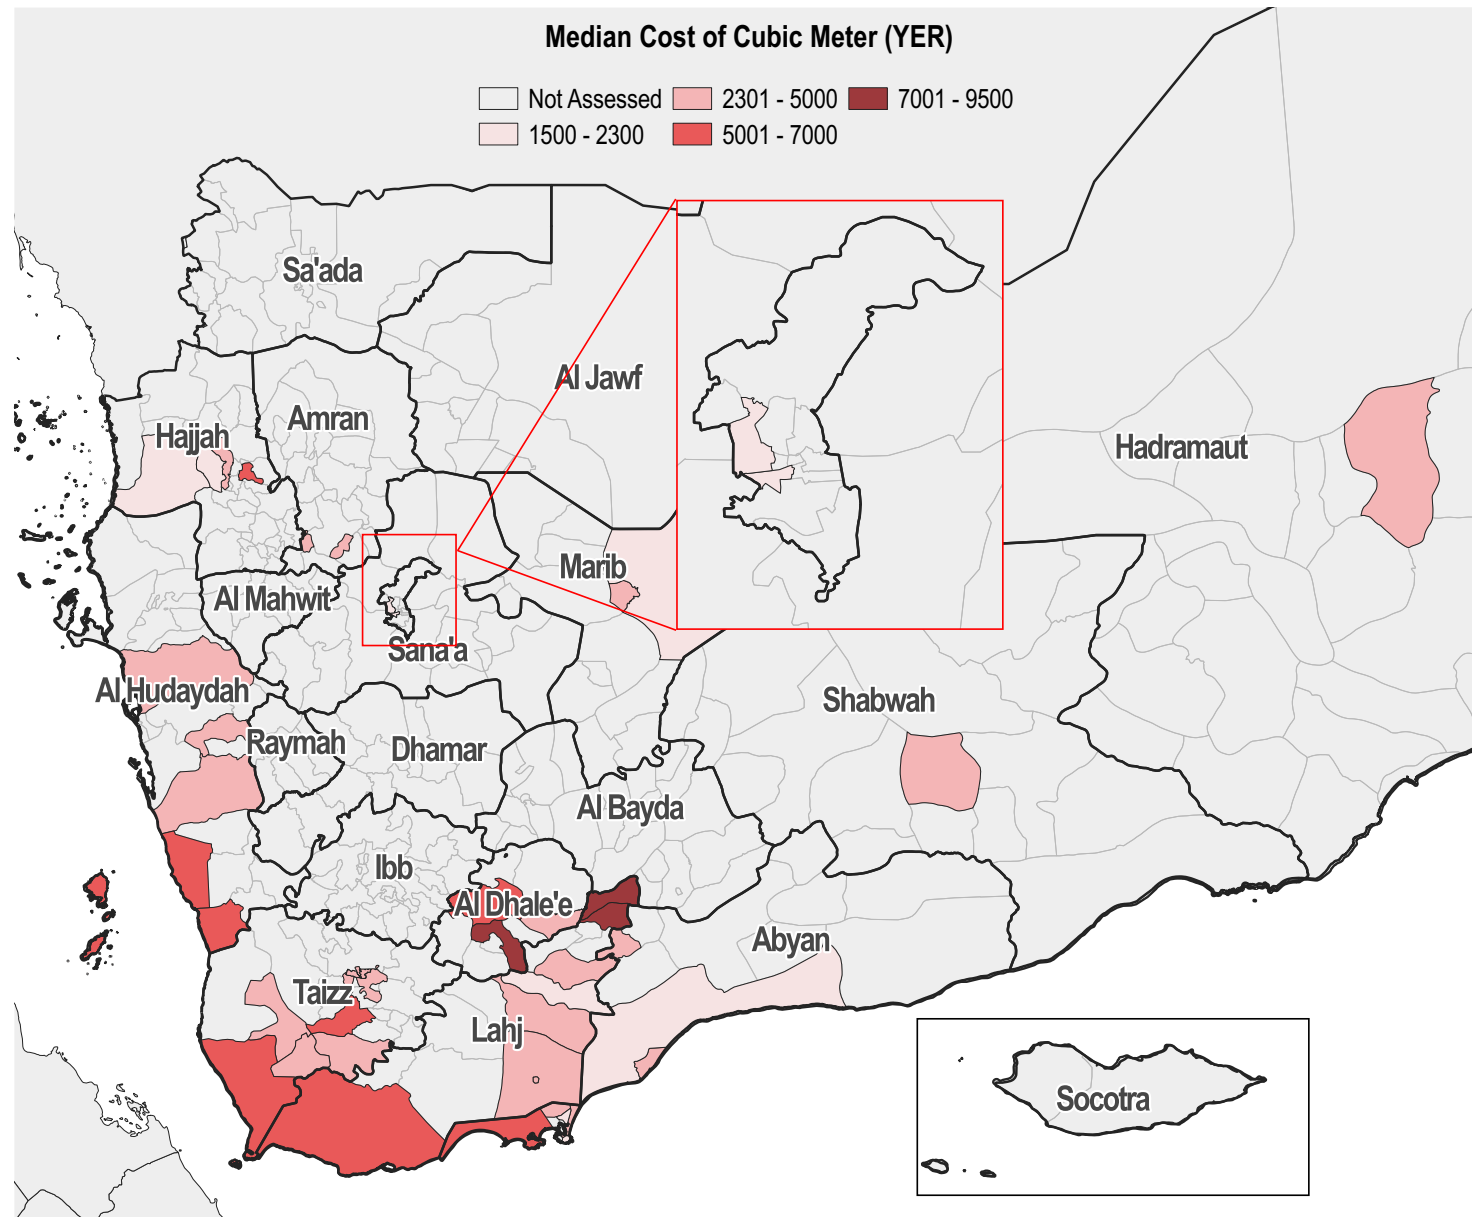 Median Cost of Cubic Meter (YER)
Not Assessed 2301 - 5000 7001 - 9500
1500 - 2300 5001 - 7000
Sa'ada
Al Jawf
Hajjah
Amran
Hadramaut
Marib
Al Mahwit
Sana'a
Al Hudaydah
Shabwah
Raymah
Dhamar
Al Bayda
Ibb
Al Dhale'e
Abyan
Taizz
Lahj
Socotra